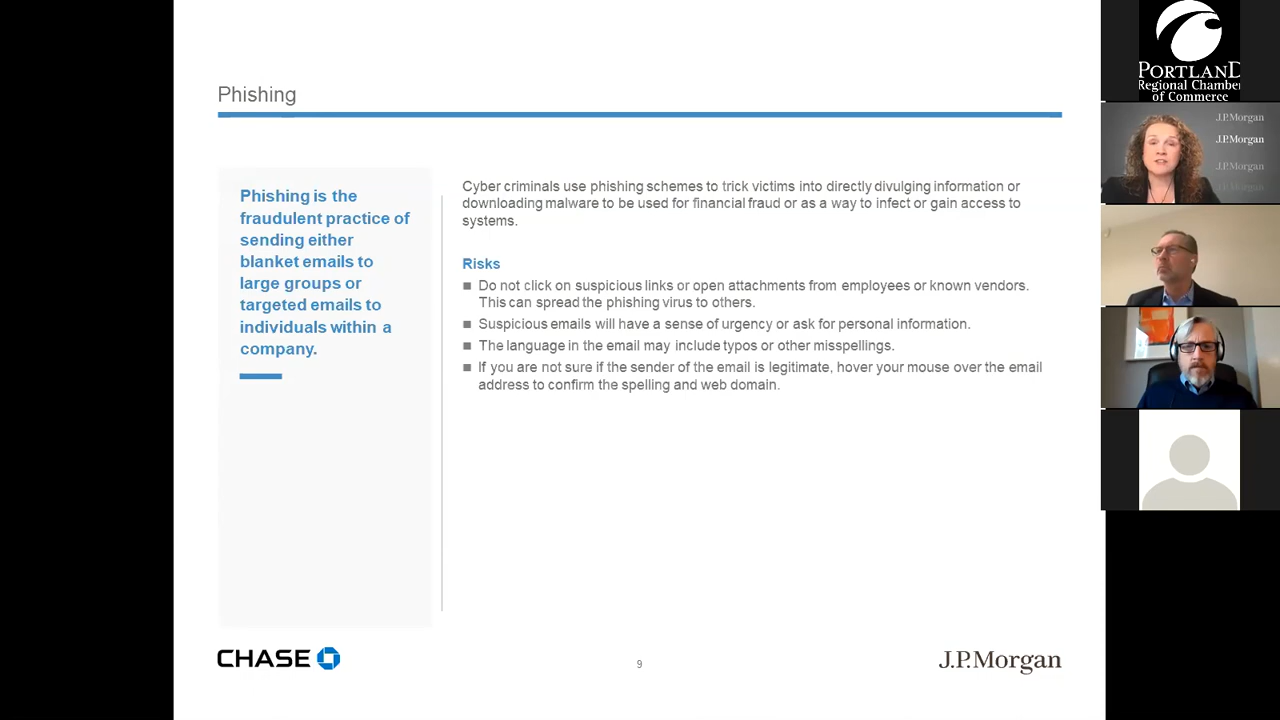 Phishing
Phishing is the
fraudulent practice of
sending either
blanket emails to
large groups or
targeted emails to
individuals within a
company.
Cyber criminals use phishing schemes to trick victims into directly divulging information or
downloading malware to be used for financial fraud or as a way to infect or gain access to
systems.
Risks
Do not click on suspicious links or open attachments from employees or known vendors.
This can spread the phishing virus to others.
Suspicious emails will have a sense of urgency or ask for personal information.
The language in the email may include typos or other misspellings.
If you are not sure if the sender of the email is legitimate, hover your mouse over the email
address to confirm the spelling and web domain.
CHASE
9
J.P.Morgan
PORTLAND
Regional Chambe
of Commerce
J.P.Morgan
J.P.Morgan
J.P.Morgan
J.P.Morgan